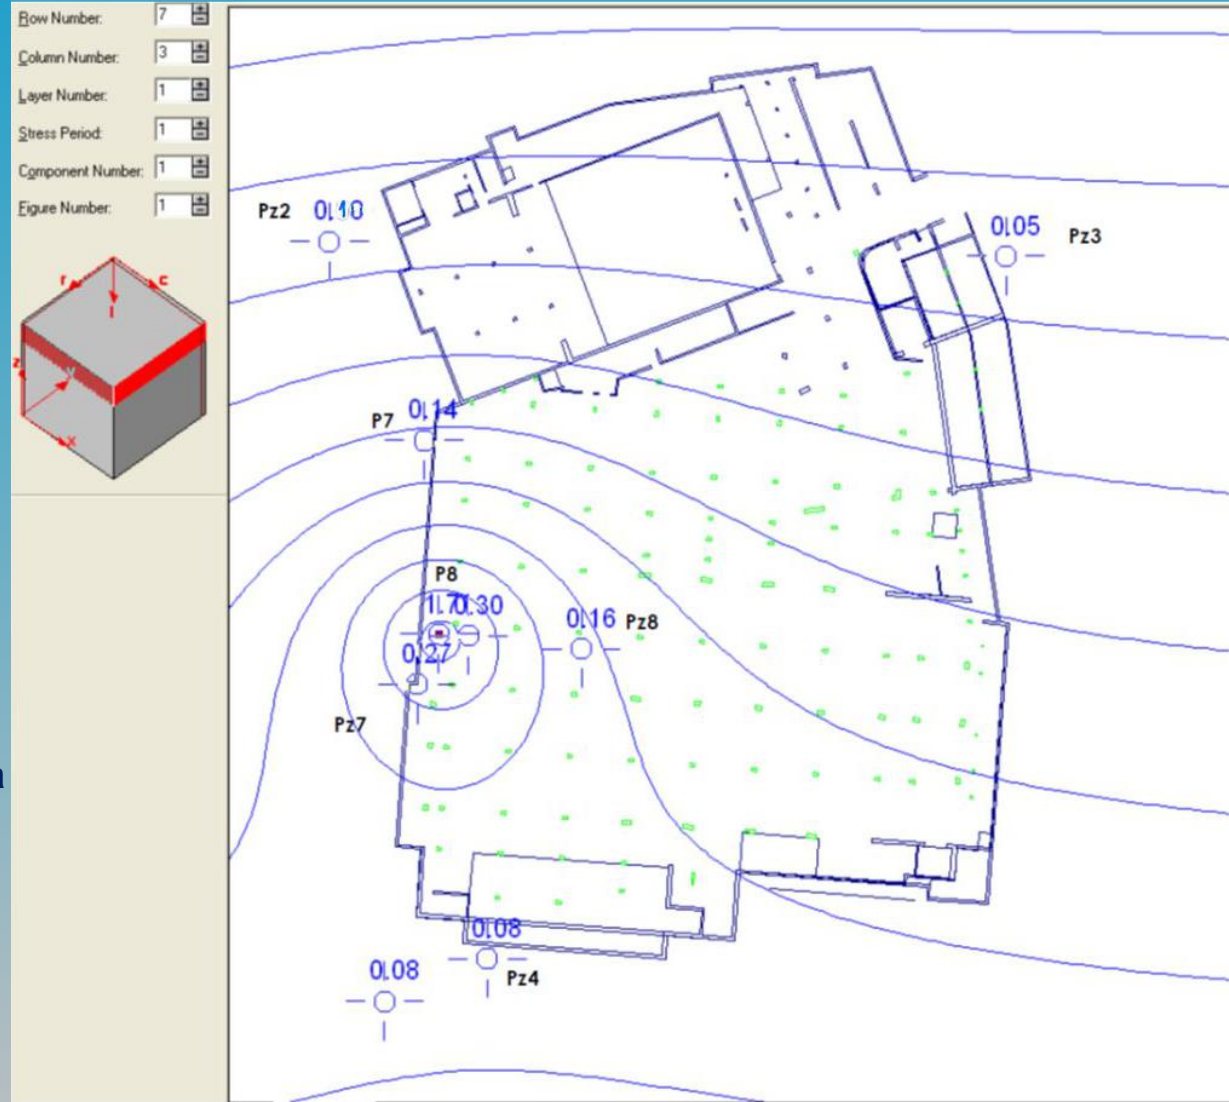 Row Number: 7
Column Number: 3
Layer Number: 1
Stress Period: 1
Component Number: 1
Figure Number: 1
r c
l
z y
x
Pz2 0.10
0.05 Pz3
P7 0.14
P8
0.30
0.16 Pz8
0.27
Pz7
0.08
Pz4
0.08